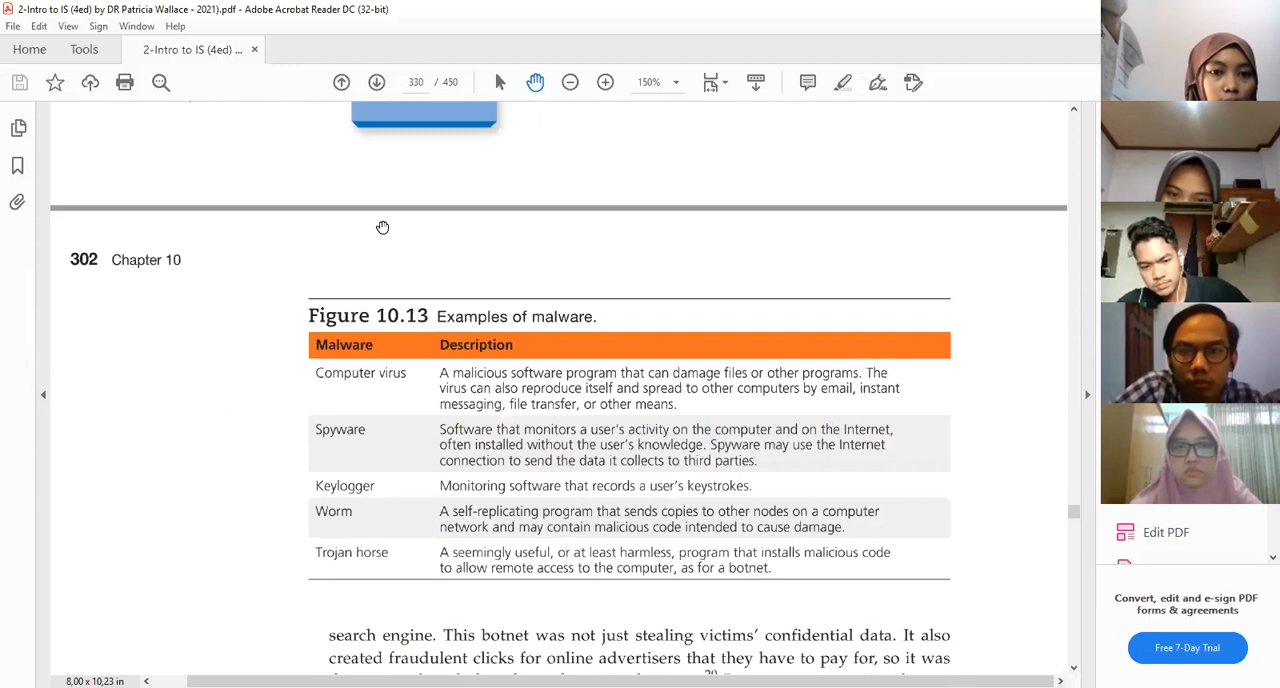 2-Intro to IS (4ed) by DR Patricia Wallace - 2021).pdf - Adobe Acrobat Reader DC (32-bit)
File Edit View Sign Window Help
Home Tools 2-Intro to IS (4ed) ... ×
330 / 450 150%
302 Chapter 10
Figure 10.13 Examples of malware.
Malware Description
Computer virus A malicious software program that can damage files or other programs. The
virus can also reproduce itself and spread to other computers by email, instant
messaging, file transfer, or other means.
Spyware Software that monitors a user's activity on the computer and on the Internet,
often installed without the user's knowledge. Spyware may use the Internet
connection to send the data it collects to third parties.
Keylogger Monitoring software that records a user's keystrokes.
Worm A self-replicating program that sends copies to other nodes on a computer
network and may contain malicious code intended to cause damage.
Trojan horse A seemingly useful, or at least harmless, program that installs malicious code
to allow remote access to the computer, as for a botnet.
search engine. This botnet was not just stealing victims' confidential data. It also
created fraudulent clicks for online advertisers that they have to pay for, so it was
8,00 x 10,23 in
Edit PDF
Convert, edit and e-sign PDF
forms & agreements
Free 7-Day Trial